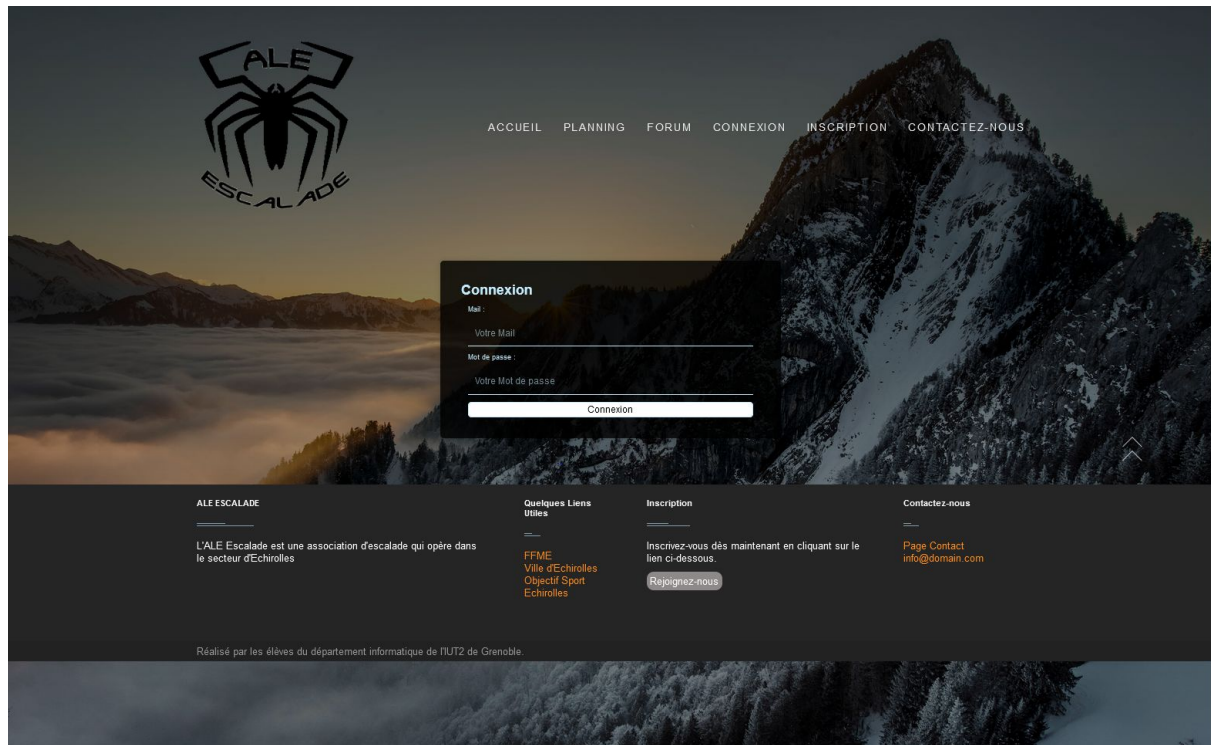 ALE
ESCALADE
ACCUEIL PLANNING FORUM CONNEXION INSCRIPTION CONTACTEZ-NOUS
Connexion
Mail :
Votre Mail
Mot de passe :
Votre Mot de passe
Connexion
ALE ESCALADE
L'ALE Escalade est une association d'escalade qui opère dans
le secteur d'Echirolles
Quelques Liens
Utiles
FFME
Ville d'Echirolles
Objectif Sport
Echirolles
Inscription
Inscrivez-vous dès maintenant en cliquant sur le
lien ci-dessous.
Rejoignez-nous
Contactez-nous
Page Contact
info@domain.com
Réalisé par les élèves du département informatique de l'IUT2 de Grenoble.